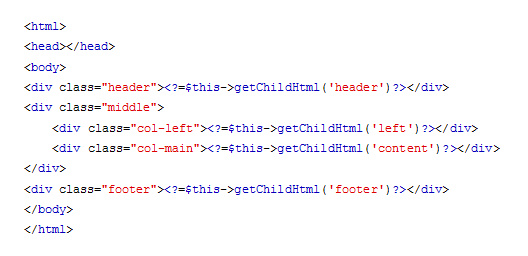 <html>
<head></head>
<body>
<div class="header"><?=$this->getChildHtml('header')?></div>
<div class="middle">
    <div class="col-left"><?=$this->getChildHtml('left')?></div>
    <div class="col-main"><?=$this->getChildHtml('content')?></div>
</div>
<div class="footer"><?=$this->getChildHtml('footer')?></div>
</body>
</html>